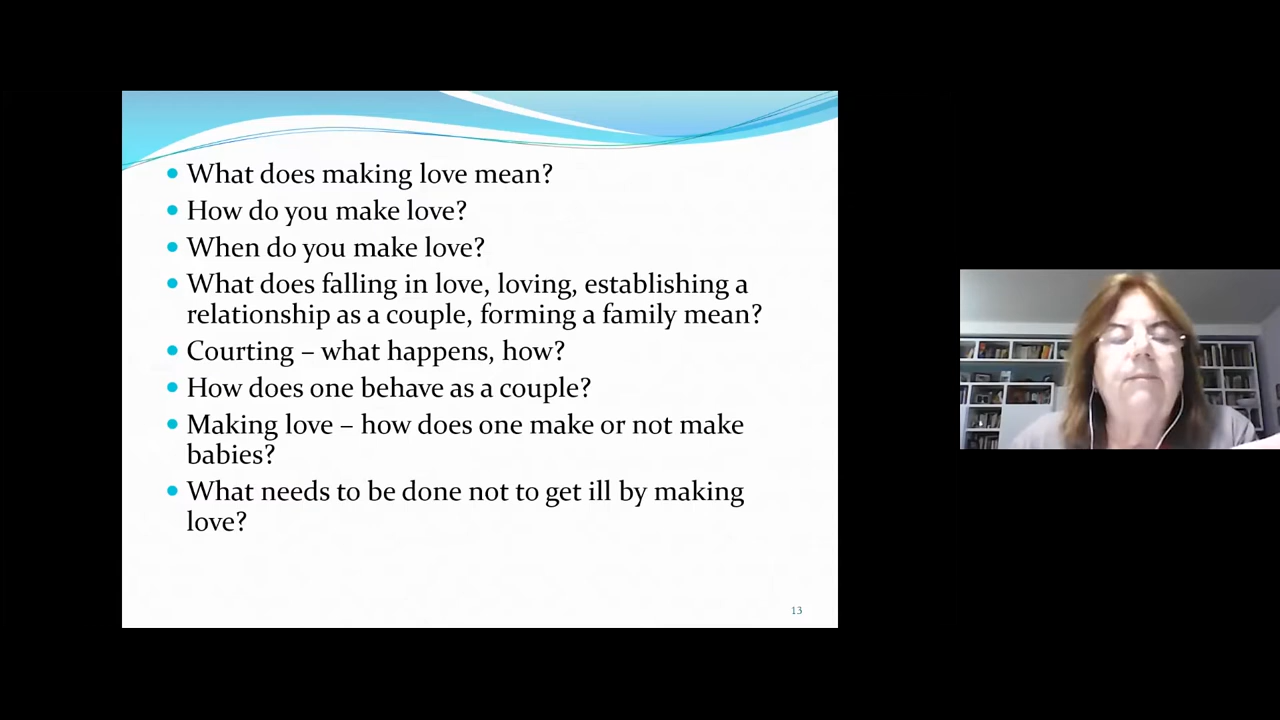 • What does making love mean?
• How do you make love?
• When do you make love?
• What does falling in love, loving, establishing a
relationship as a couple, forming a family mean?
• Courting – what happens, how?
• How does one behave as a couple?
• Making love – how does one make or not make
babies?
• What needs to be done not to get ill by making
love?
13